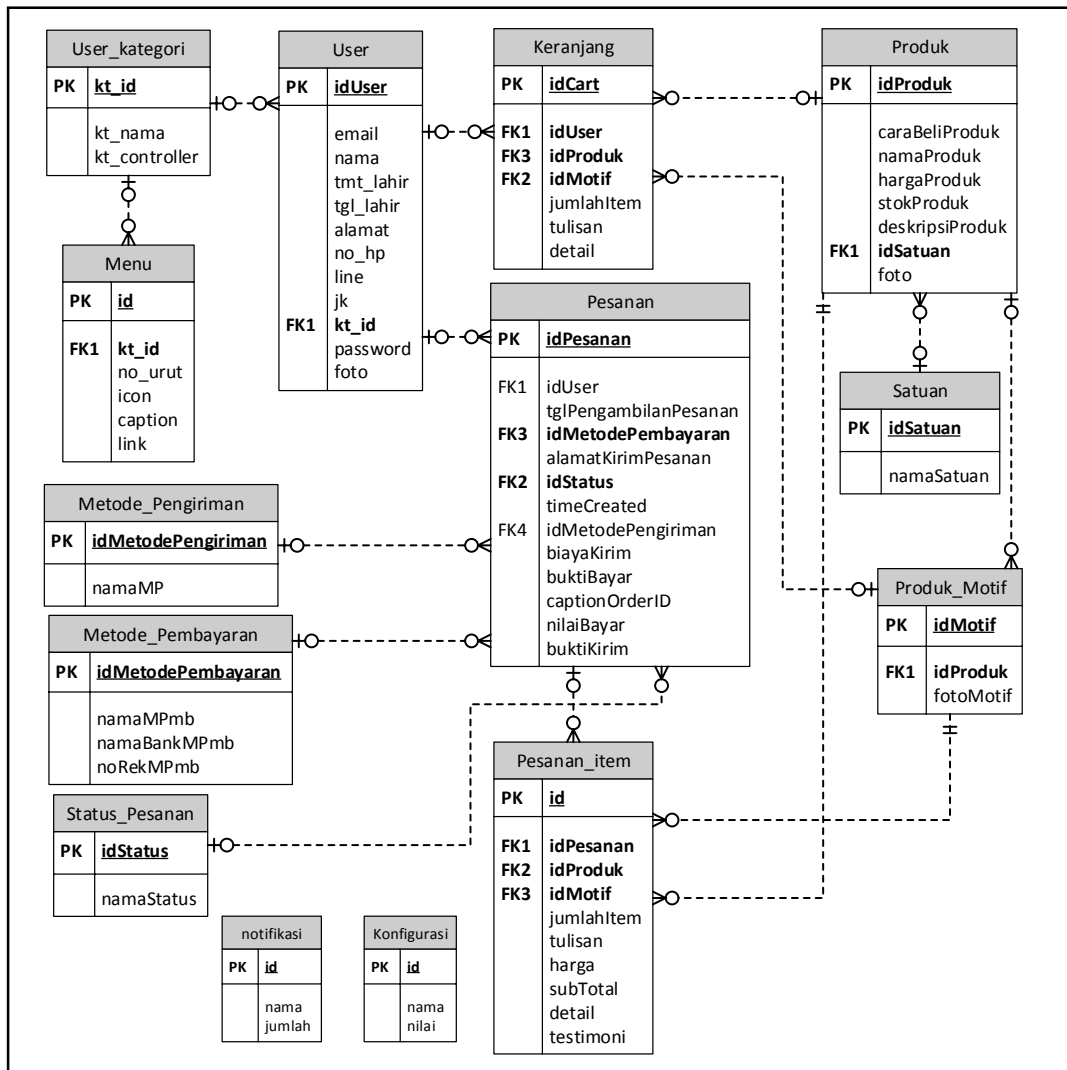 User_kategori
PK kt_id
kt_nama
kt_controller
User
PK idUser
email
nama
tmt_lahir
tgl_lahir
alamat
no_hp
line
jk
FK1 kt_id
password
foto
Keranjang
PK idCart
FK1 idUser
FK3 idProduk
FK2 idMotif
jumlahItem
tulisan
detail
Produk
PK idProduk
caraBeliProduk
namaProduk
hargaProduk
stokProduk
deskripsiProduk
FK1 idSatuan
foto
Menu
PK id
FK1 kt_id
no_urut
icon
caption
link
Pesanan
PK idPesanan
FK1 idUser
tglPengambilanPesanan
FK3 idMetodePembayaran
alamatKirimPesanan
FK2 idStatus
timeCreated
FK4 idMetodePengiriman
biayaKirim
buktiBayar
captionOrderID
nilaiBayar
buktiKirim
Satuan
PK idSatuan
namaSatuan
Metode_Pengiriman
PK idMetodePengiriman
namaMP
Produk_Motif
PK idMotif
FK1 idProduk
fotoMotif
Metode_Pembayaran
PK idMetodePembayaran
namaMPmb
namaBankMPmb
noRekMPmb
Pesanan_item
PK id
FK1 idPesanan
FK2 idProduk
FK3 idMotif
jumlahItem
tulisan
harga
subTotal
detail
testimoni
Status_Pesanan
PK idStatus
namaStatus
notifikasi
PK id
nama
jumlah
Konfigurasi
PK id
nama
nilai